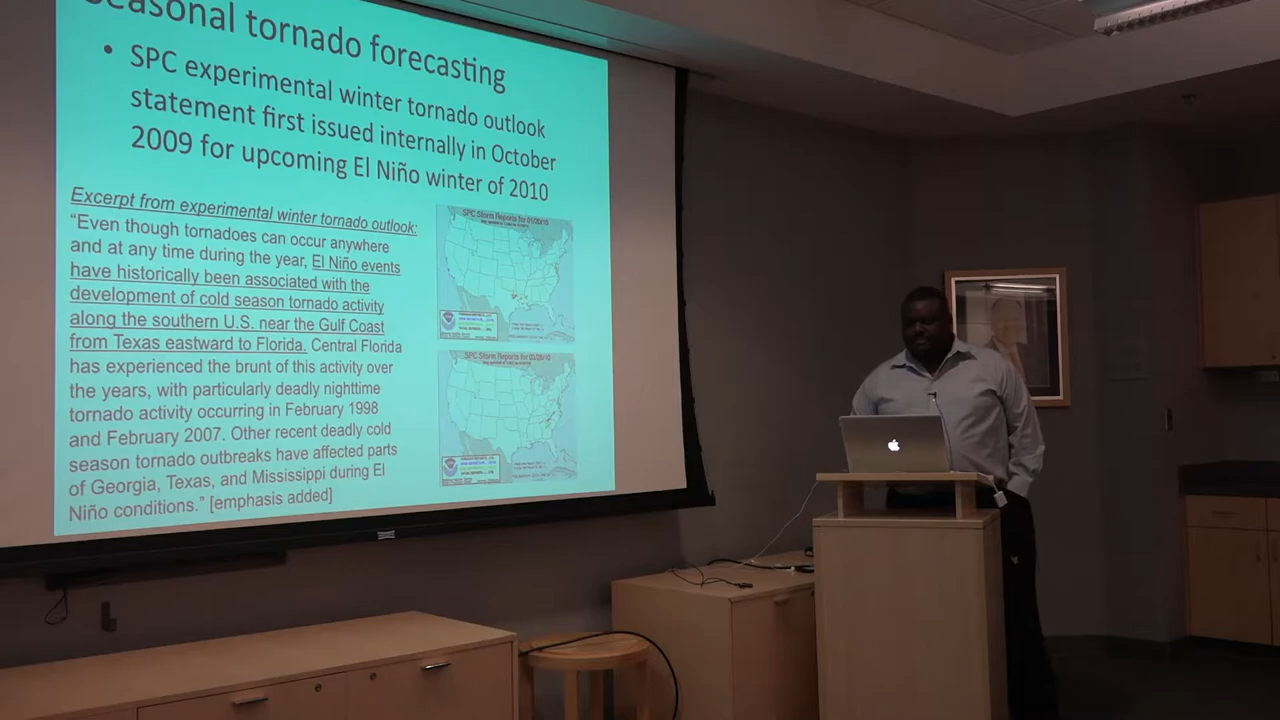 Seasonal tornado forecasting
• SPC experimental winter tornado outlook
statement first issued internally in October
2009 for upcoming El Niño winter of 2010
Excerpt from experimental winter tornado outlook:
“Even though tornadoes can occur anywhere
and at any time during the year, El Niño events
have historically been associated with the
development of cold season tornado activity
along the southern U.S. near the Gulf Coast
from Texas eastward to Florida. Central Florida
has experienced the brunt of this activity over
the years, with particularly deadly nighttime
tornado activity occurring in February 1998
and February 2007. Other recent deadly cold
season tornado outbreaks have affected parts
of Georgia, Texas, and Mississippi during El
Niño conditions.” [emphasis added]
SPC Storm Reports for 01/20/10
SPC Storm Reports for